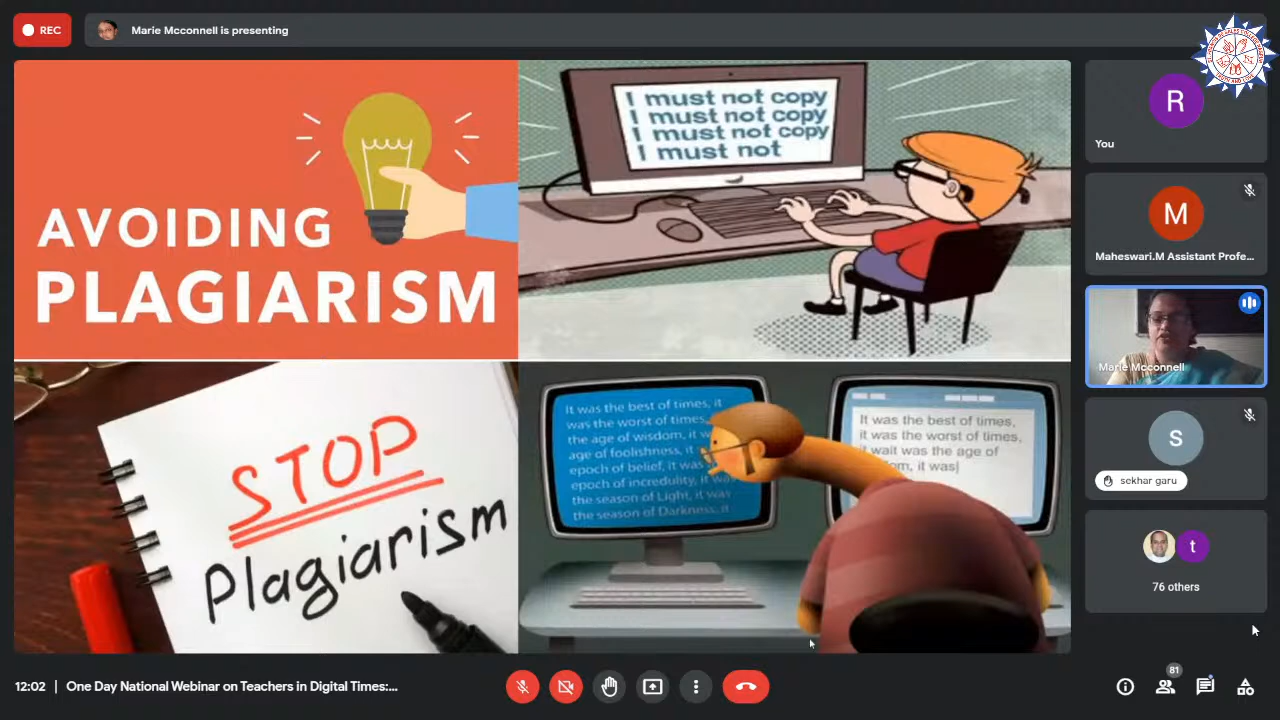 REC
Marie Mcconnell is presenting
AVOIDING
PLAGIARISM
I must not copy
I must not copy
I must not copy
I must not
STOP
Plagiarism
It was the best of times, it
was the worst of times,
the age of wisdom, it w
age of foolishness, it
epoch of belief, it was
epoch of incredulity, it was
the season of Light, it was
the season of Darkness, it
It was the best of times,
it was the worst of times,
it wait was the age of
om, it was
R
You
M
Maheswari.M Assistant Profe...
Marie Mcconnell
S
sekhar garu
t
76 others
12:02 | One Day National Webinar on Teachers in Digital Times:...
81